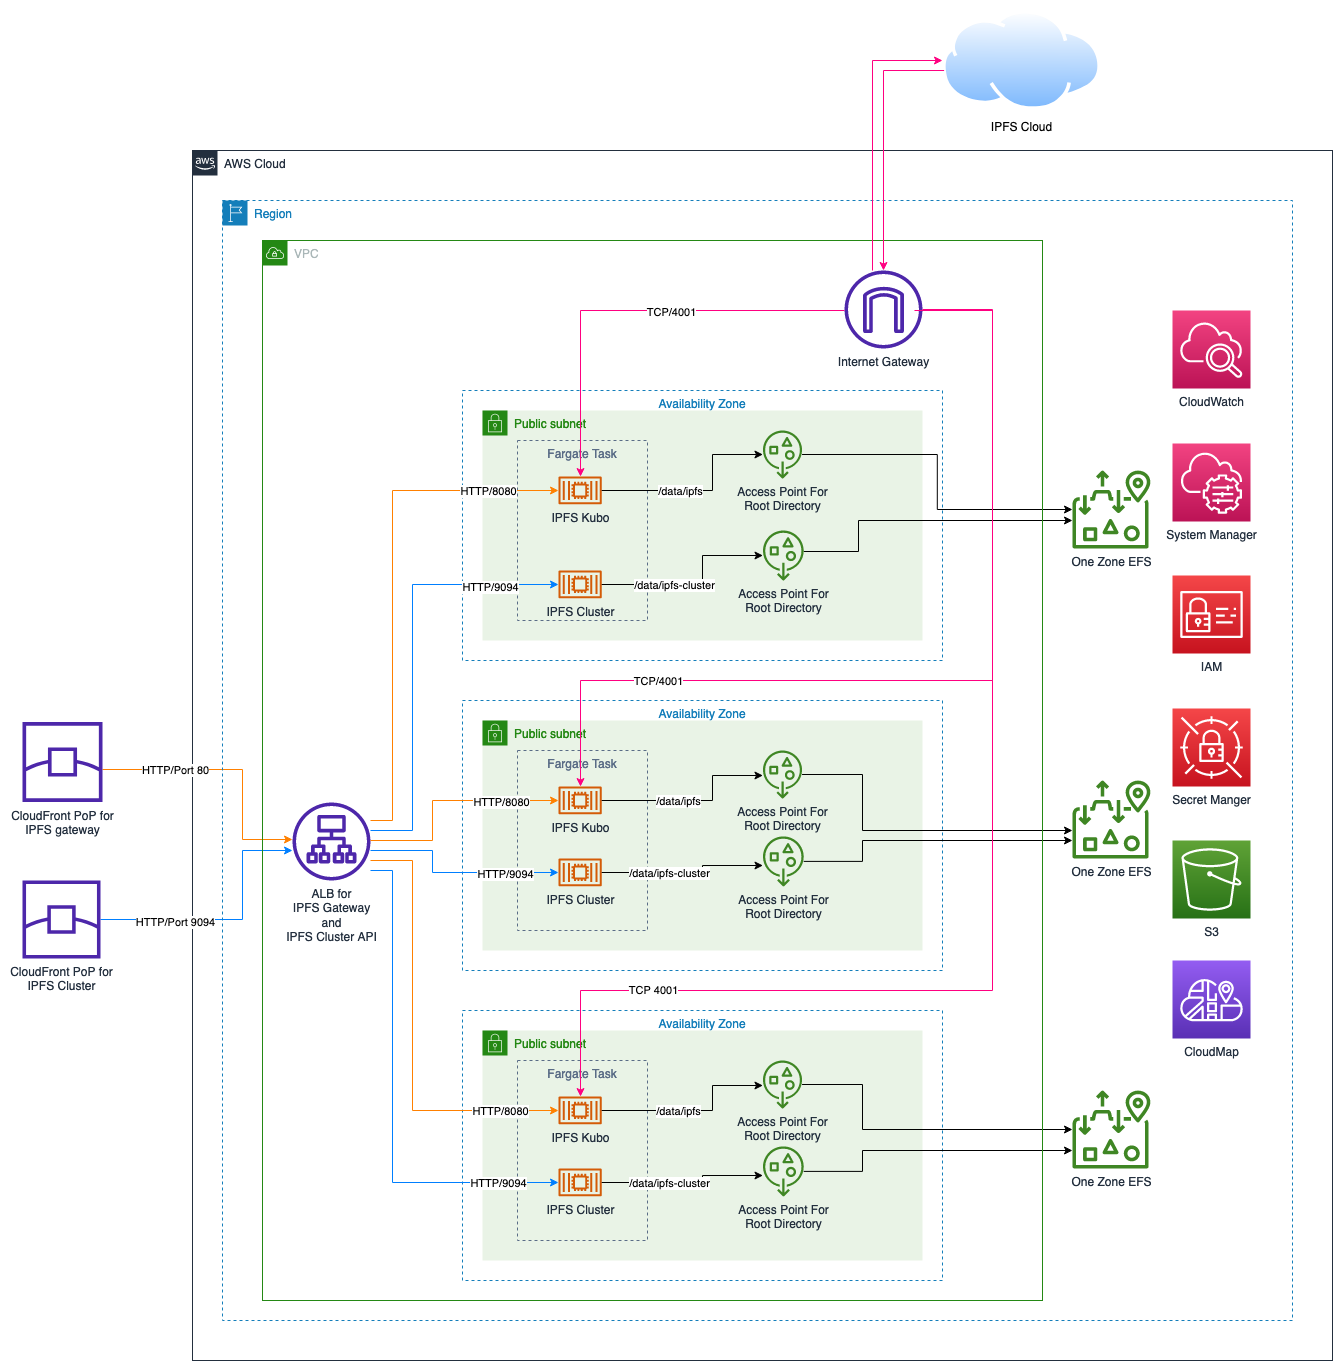 IPFS Cloud
aws
AWS Cloud
Region
VPC
TCP/4001
Internet Gateway
Availability Zone
Public subnet
Fargate Task
HTTP/8080
IPFS Kubo
/data/ipfs
Access Point For
Root Directory
HTTP/9094
IPFS Cluster
/data/ipfs-cluster
Access Point For
Root Directory
One Zone EFS
CloudWatch
System Manager
IAM
Secret Manger
S3
CloudMap
TCP/4001
Availability Zone
Public subnet
Fargate Task
HTTP/8080
IPFS Kubo
/data/ipfs
Access Point For
Root Directory
HTTP/9094
IPFS Cluster
/data/ipfs-cluster
Access Point For
Root Directory
One Zone EFS
HTTP/Port 80
CloudFront PoP for
IPFS gateway
HTTP/Port 9094
CloudFront PoP for
IPFS Cluster
ALB for
IPFS Gateway
and
IPFS Cluster API
TCP 4001
Availability Zone
Public subnet
Fargate Task
HTTP/8080
IPFS Kubo
/data/ipfs
Access Point For
Root Directory
HTTP/9094
IPFS Cluster
/data/ipfs-cluster
Access Point For
Root Directory
One Zone EFS